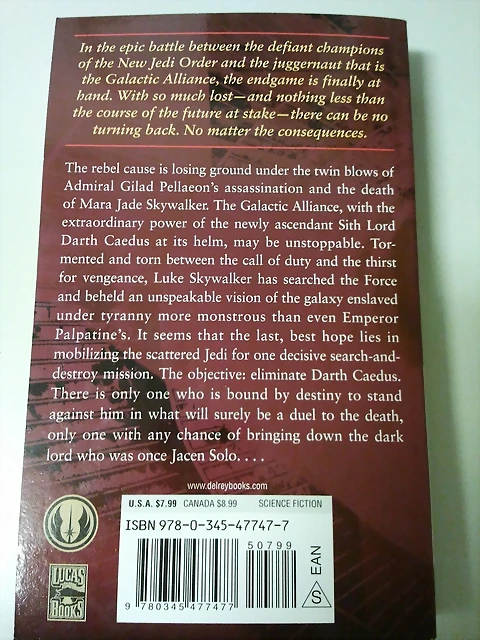 In the epic battle between the defiant champions
of the New Jedi Order and the juggernaut that is
the Galactic Alliance, the endgame is finally at
hand. With so much lost—and nothing less than
the course of the future at stake—there can be no
turning back. No matter the consequences.
The rebel cause is losing ground under the twin blows of
Admiral Gilad Pellaeon's assassination and the death
of Mara Jade Skywalker. The Galactic Alliance, with the
extraordinary power of the newly ascendant Sith Lord
Darth Caedus at its helm, may be unstoppable. Tor-
mented and torn between the call of duty and the thirst
for vengeance, Luke Skywalker has searched the Force
and beheld an unspeakable vision of the galaxy enslaved
under tyranny more monstrous than even Emperor
Palpatine's. It seems that the last, best hope lies in
mobilizing the scattered Jedi for one decisive search-and-
destroy mission. The objective: eliminate Darth Caedus.
There is only one who is bound by destiny to stand
against him in what will surely be a duel to the death,
only one with any chance of bringing down the dark
lord who was once Jacen Solo. . . .
www.delreybooks.com
U.S.A. $7.99 CANADA $8.99 SCIENCE FICTION
ISBN 978-0-345-47747-7
50799
EAN
S
9 780345 477477
LUCAS
BOOKS